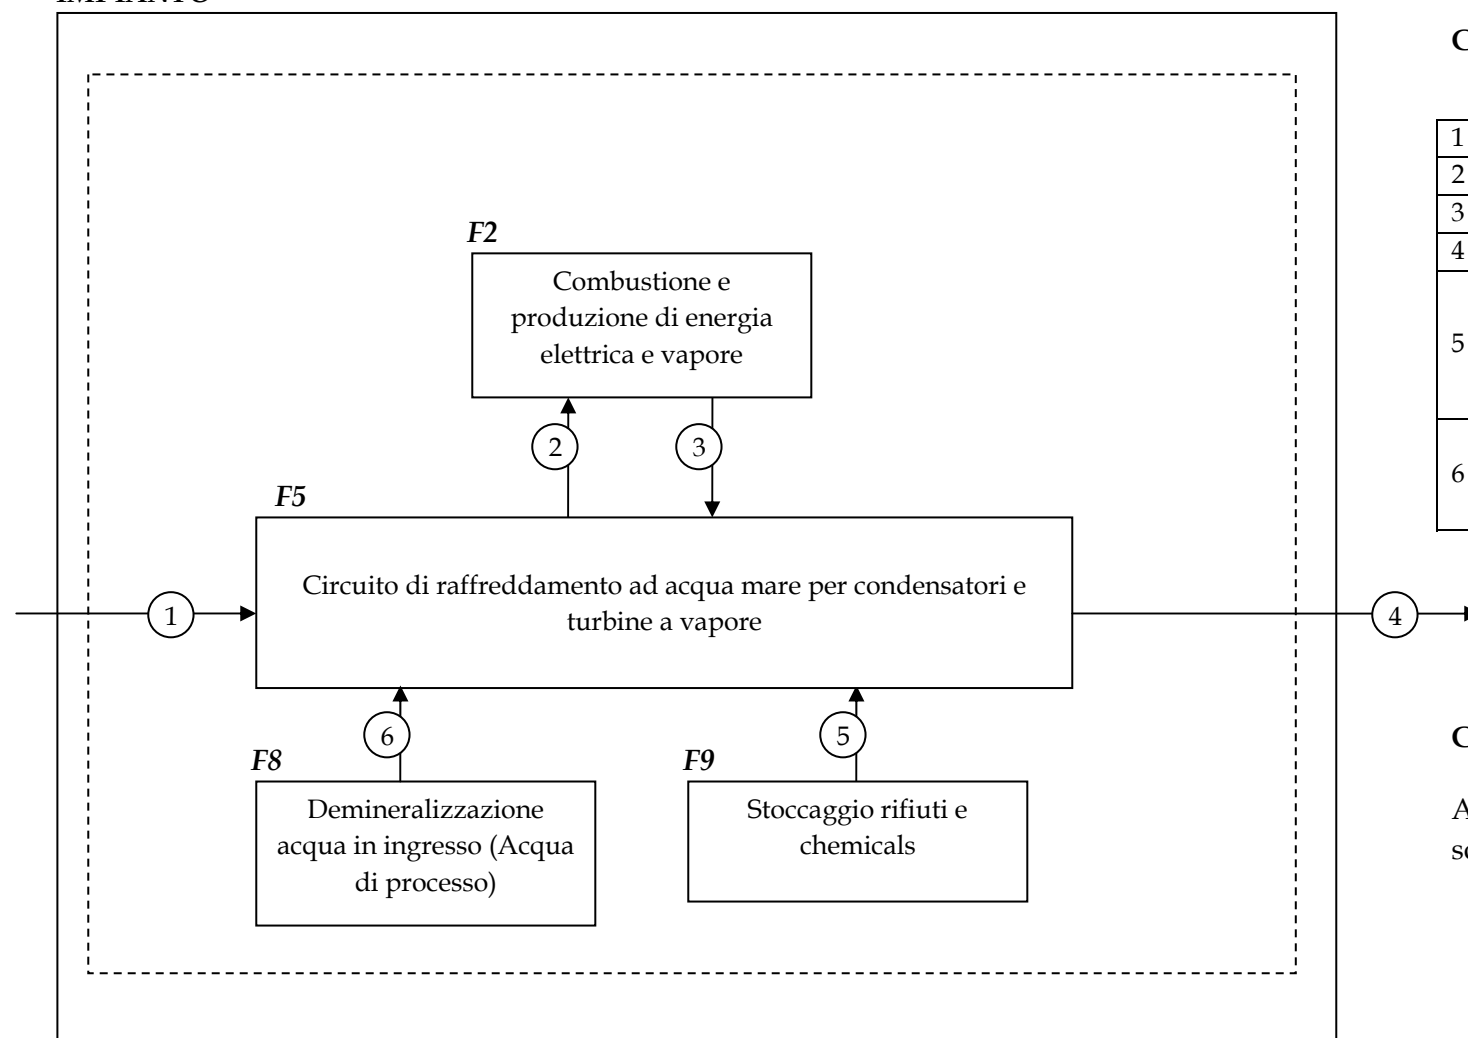 IMPIANTO
F2
Combustione e
produzione di energia
elettrica e vapore
2
3
F5
Circuito di raffreddamento ad acqua mare per condensatori e
turbine a vapore
1
4
6
5
F8
Demineralizzazione
acqua in ingresso (Acqua
di processo)
F9
Stoccaggio rifiuti e
chemicals
1
2
3
4
5
6